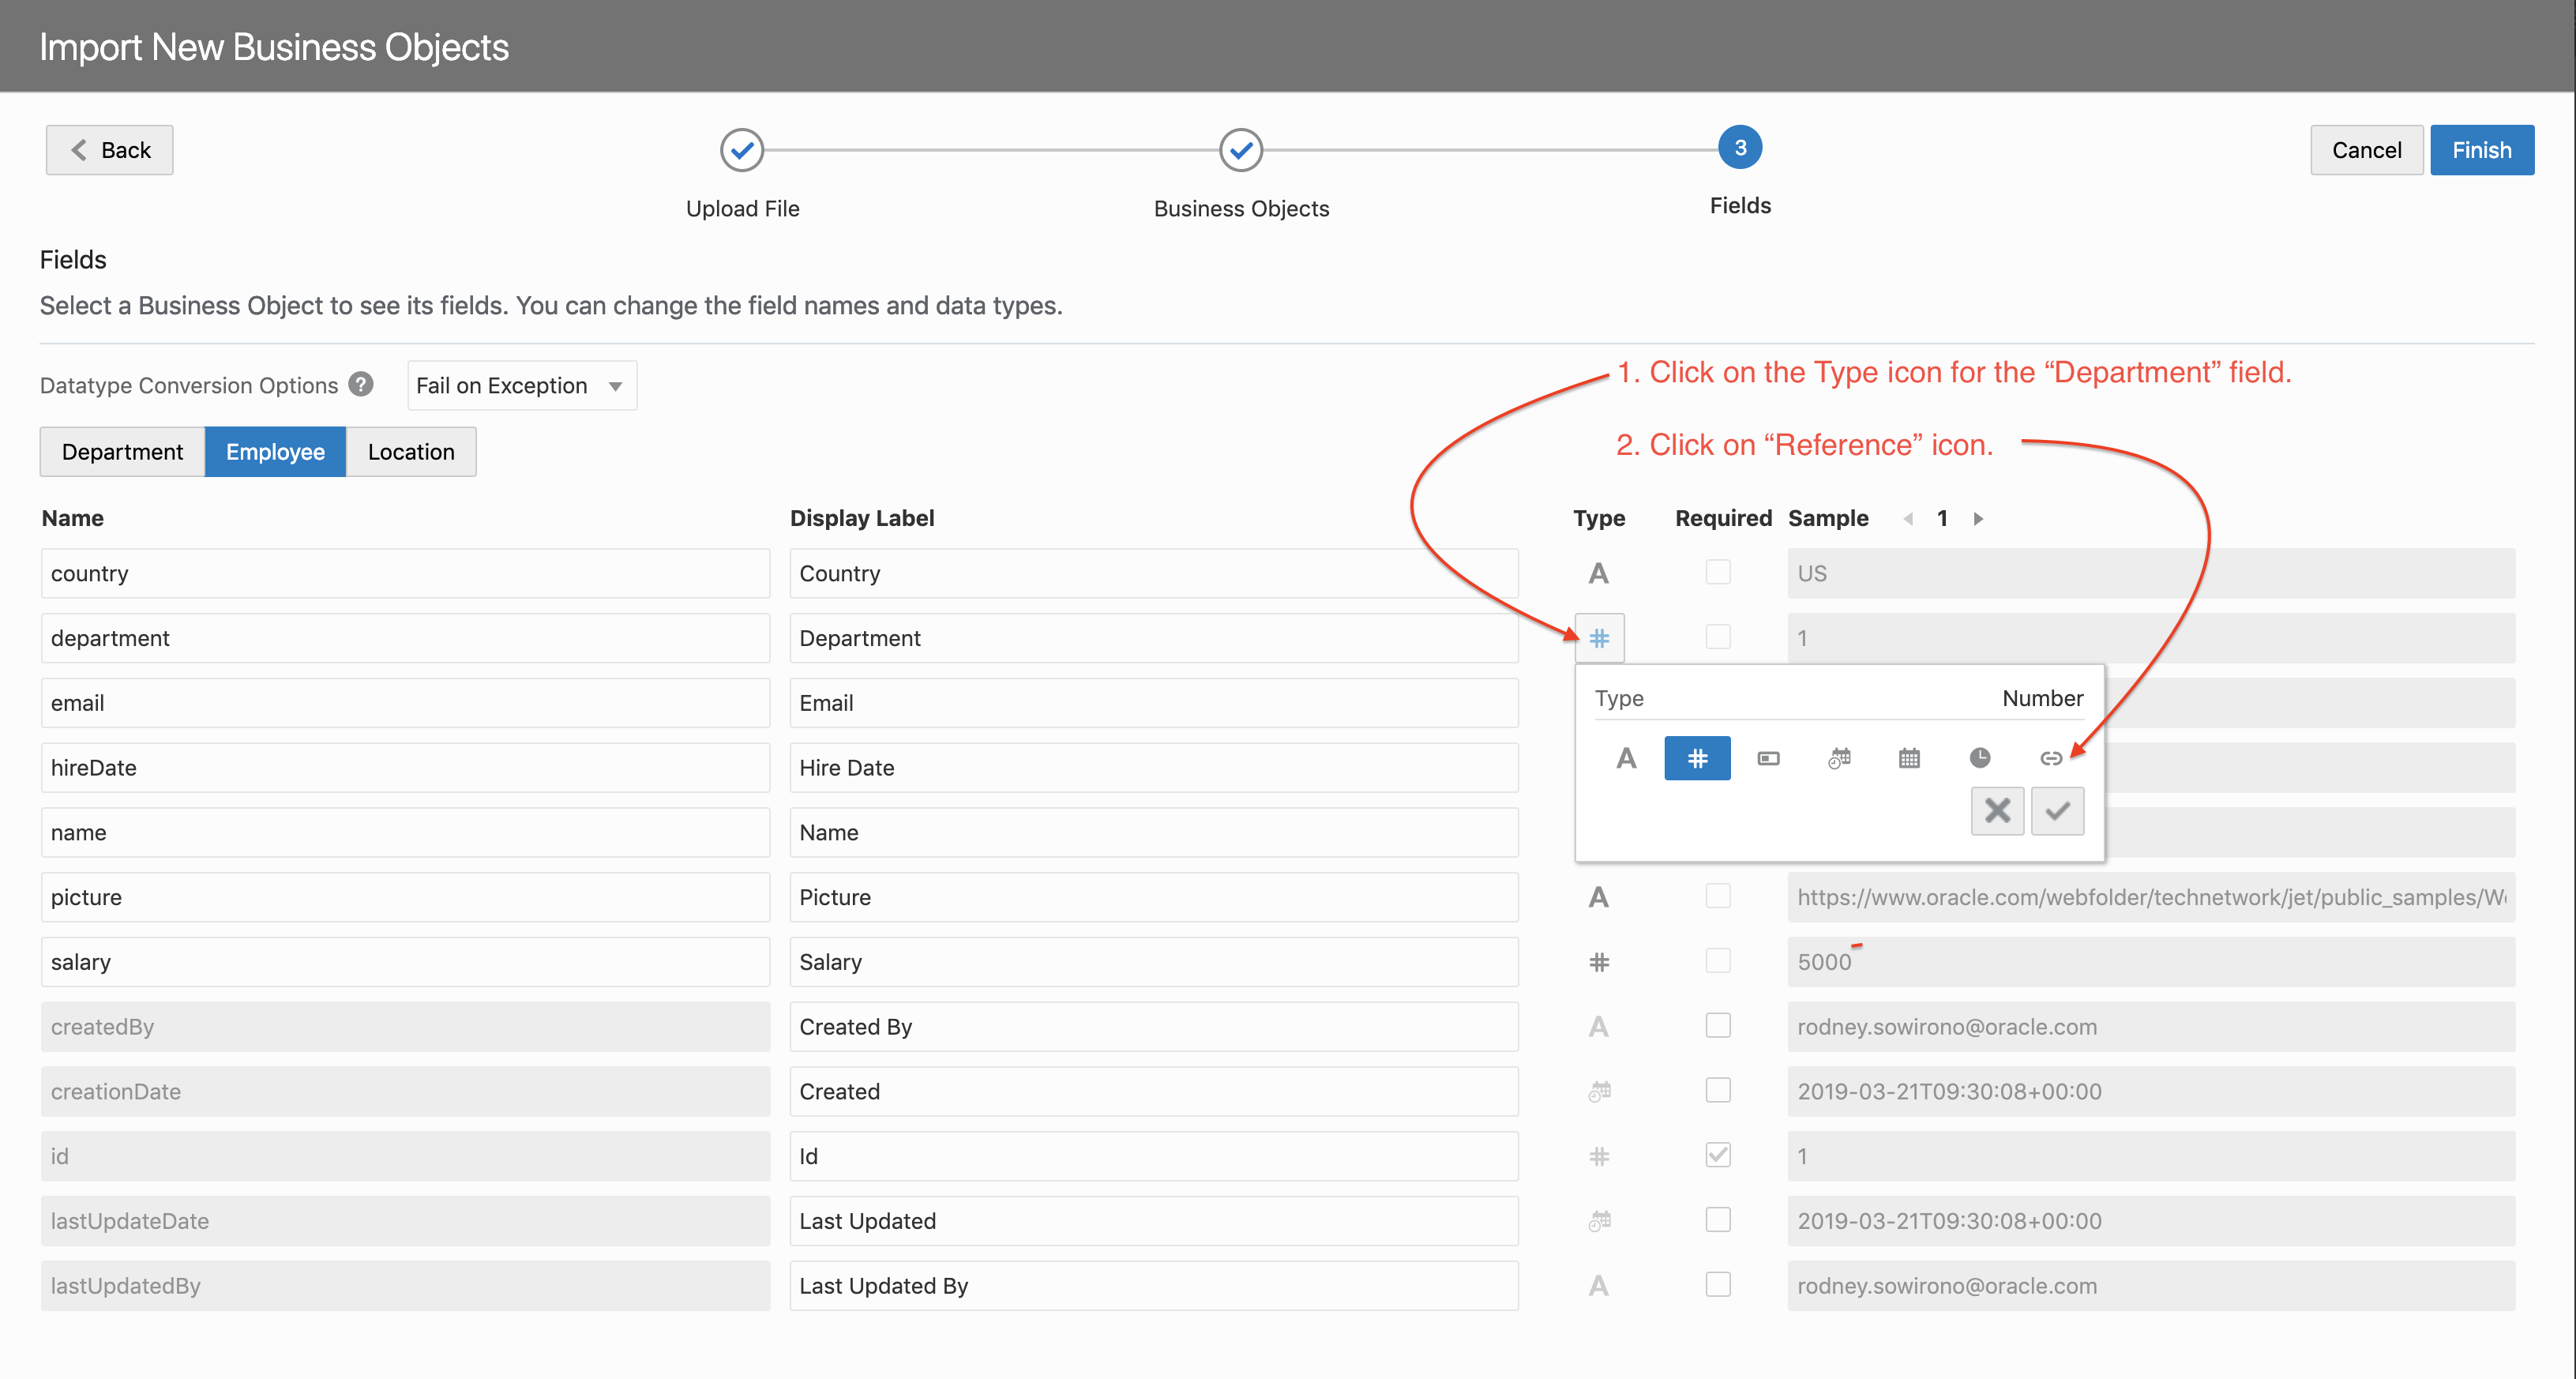 Import New Business Objects
Back
3
Cancel
Finish
Upload File
Business Objects
Fields
Fields
Select a Business Object to see its fields. You can change the field names and data types.
Datatype Conversion Options ?
Fail on Exception
1. Click on the Type icon for the “Department” field.
2. Click on “Reference” icon.
Department Employee Location
Name Display Label Type Required Sample 1
country Country A US
department Department # 1
email Email
Type Number
hireDate Hire Date
A #
name Name
picture Picture A https://www.oracle.com/webfolder/technetwork/jet/public_samples/W
salary Salary # 5000
createdBy Created By A rodney.sowirono@oracle.com
creationDate Created 2019-03-21T09:30:08+00:00
id Id # 1
lastUpdateDate Last Updated 2019-03-21T09:30:08+00:00
lastUpdatedBy Last Updated By A rodney.sowirono@oracle.com